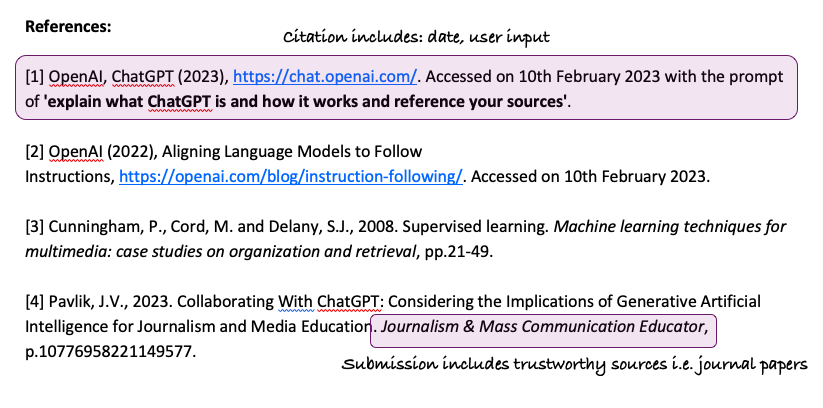 References:
Citation includes: date, user input
[1] OpenAI, ChatGPT (2023), https://chat.openai.com/. Accessed on 10th February 2023 with the prompt
of 'explain what ChatGPT is and how it works and reference your sources'.
[2] OpenAI (2022), Aligning Language Models to Follow
Instructions, https://openai.com/blog/instruction-following/. Accessed on 10th February 2023.
[3] Cunningham, P., Cord, M. and Delany, S.J., 2008. Supervised learning. Machine learning techniques for
multimedia: case studies on organization and retrieval, pp.21-49.
[4] Pavlik, J.V., 2023. Collaborating With ChatGPT: Considering the Implications of Generative Artificial
Intelligence for Journalism and Media Education. Journalism & Mass Communication Educator,
p.10776958221149577.
Submission includes trustworthy sources i.e. journal papers